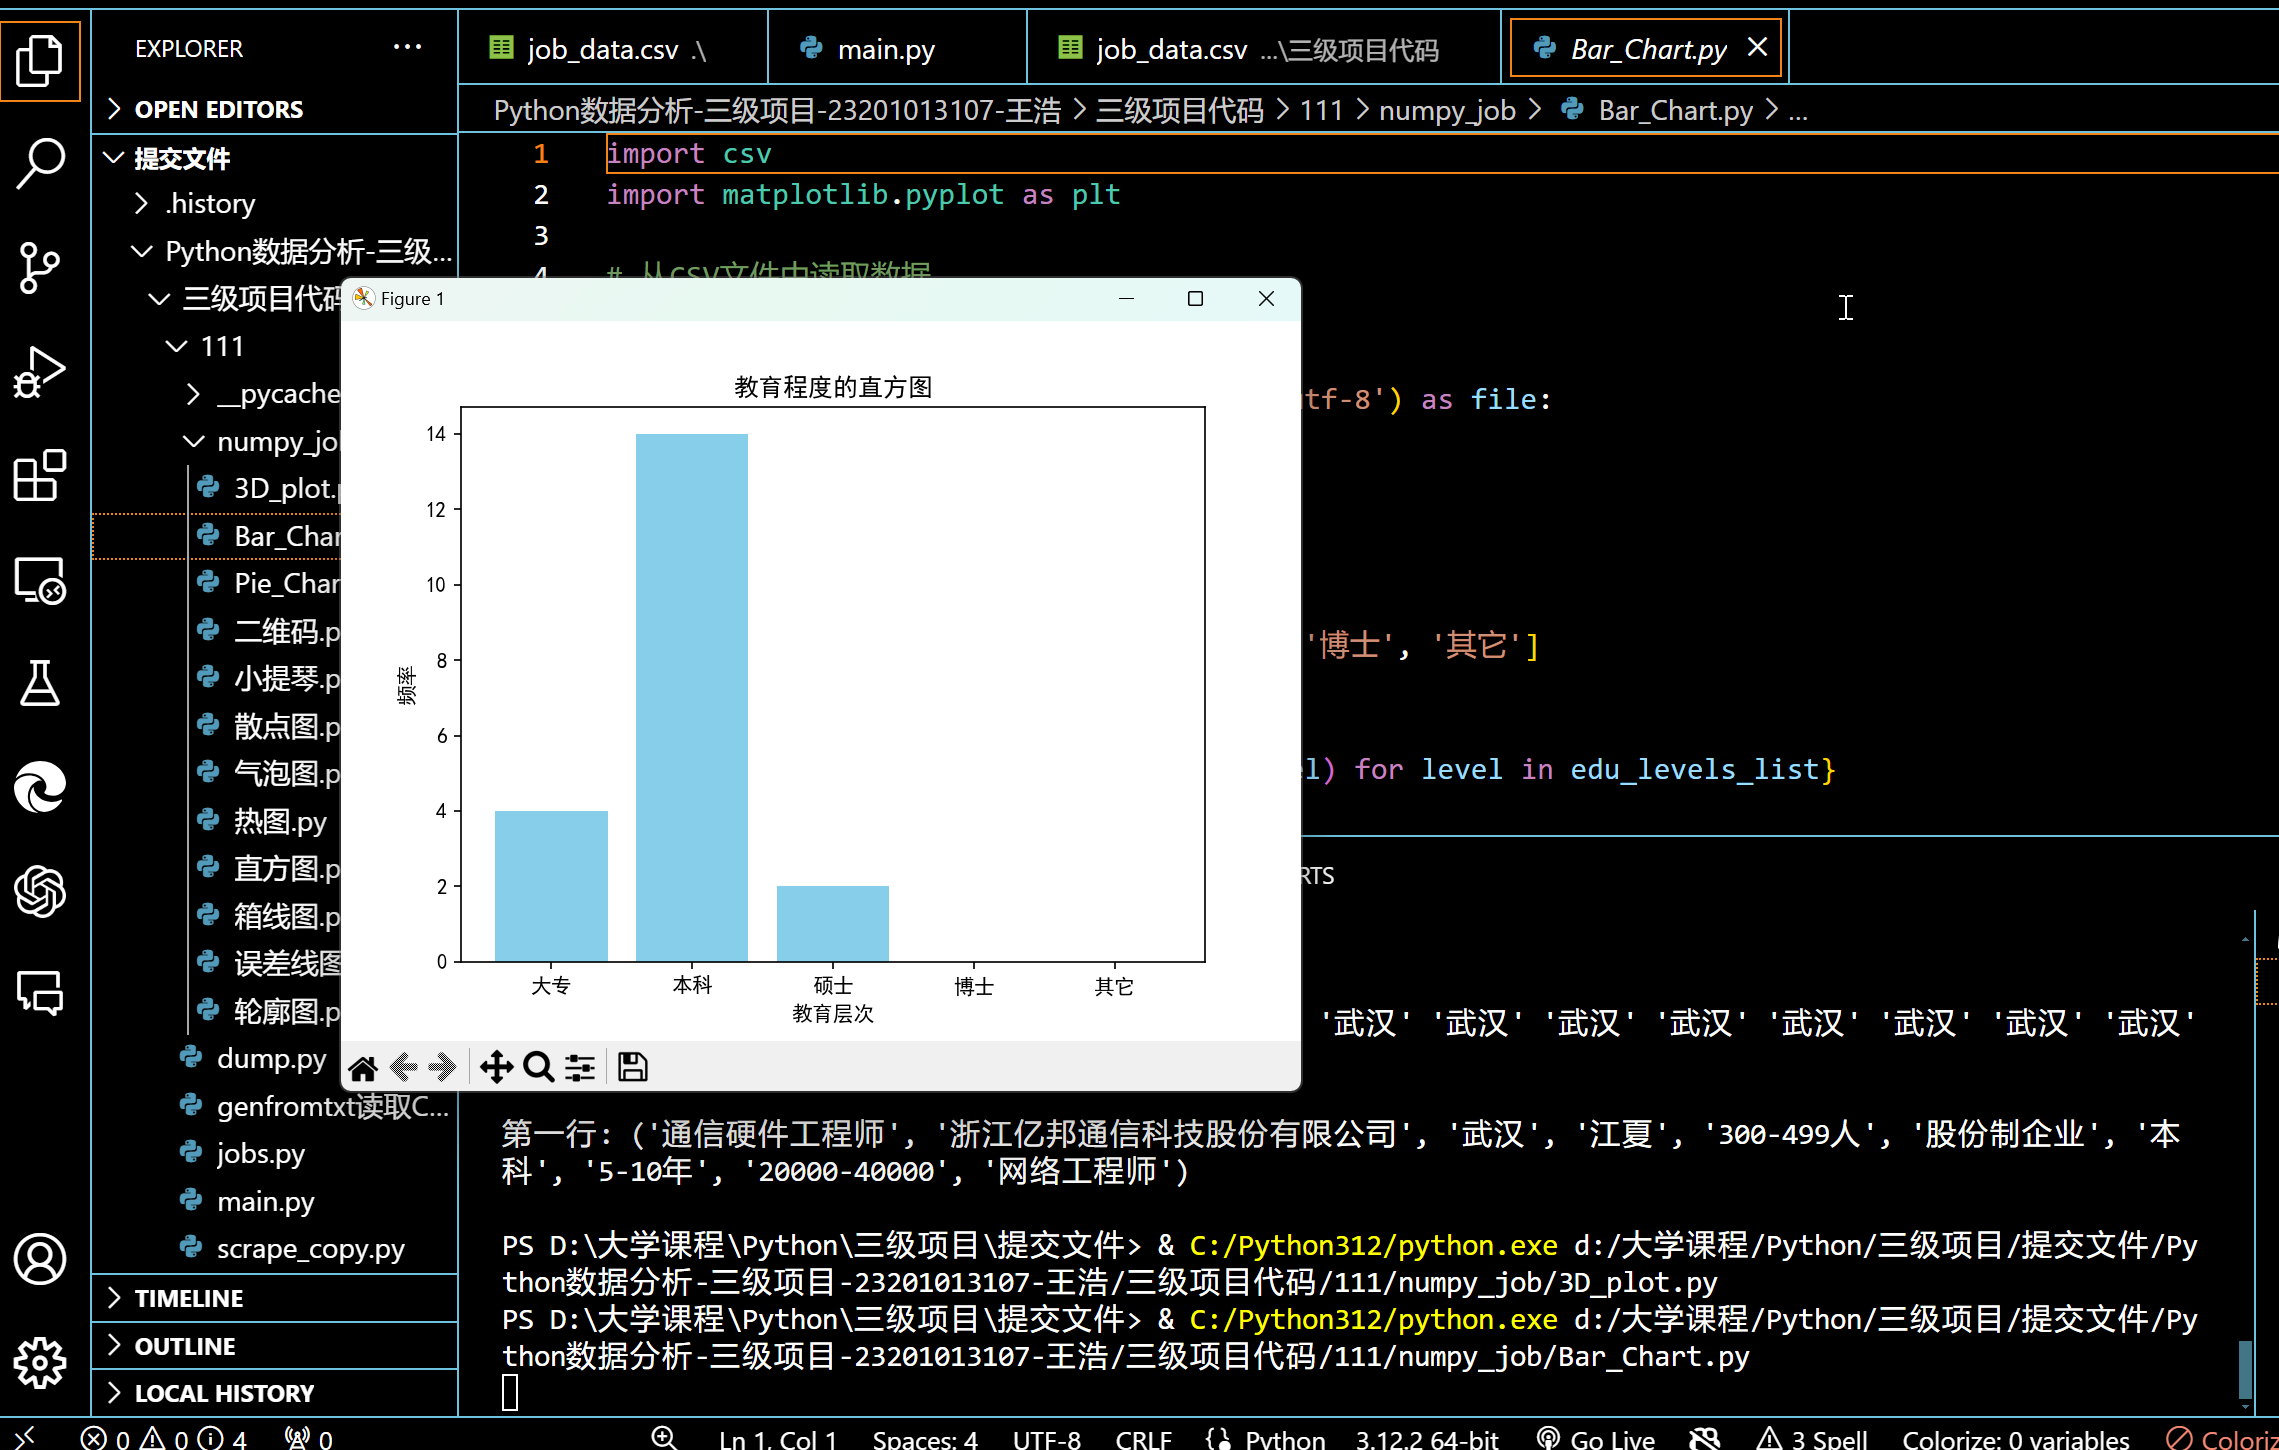 EXPLORER
OPEN EDITORS
提交文件
.history
Python数据分析-三级...
三级项目代码
111
__pycache
numpy_jo
3D_plot.
Bar_Char
Pie_Char
二维码.p
小提琴.p
散点图.p
气泡图.p
热图.py
直方图.p
箱线图.p
误差线图
轮廓图.p
dump.py
genfromtxt读取C...
jobs.py
main.py
scrape_copy.py
TIMELINE
OUTLINE
LOCAL HISTORY
job_data.csv .\
main.py
job_data.csv ...\三级项目代码
Bar_Chart.py
Python数据分析-三级项目-23201013107-王浩 > 三级项目代码 > 111 > numpy_job > Bar_Chart.py > ...
1 import csv
2 import matplotlib.pyplot as plt
3
4 # 从CSV文件中读取数据
tf-8') as file:
'博士', '其它']
l) for level in edu_levels_list}
Figure 1
教育程度的直方图
频率
14
12
10
8
6
4
2
0
大专 本科 硕士 博士 其它
教育层次
RTS
'武汉' '武汉' '武汉' '武汉' '武汉' '武汉' '武汉' '武汉'
第一行: ('通信硬件工程师', '浙江亿邦通信科技股份有限公司', '武汉', '江夏', '300-499人', '股份制企业', '本
科', '5-10年', '20000-40000', '网络工程师')
PS D:\大学课程\Python\三级项目\提交文件> & C:/Python312/python.exe d:/大学课程/Python/三级项目/提交文件/Py
thon数据分析-三级项目-23201013107-王浩/三级项目代码/111/numpy_job/3D_plot.py
PS D:\大学课程\Python\三级项目\提交文件> & C:/Python312/python.exe d:/大学课程/Python/三级项目/提交文件/Py
thon数据分析-三级项目-23201013107-王浩/三级项目代码/111/numpy_job/Bar_Chart.py
0 0 4 0 Ln 1, Col 1 Spaces: 4 UTF-8 CRLF Python 3.12.2 64-bit Go Live 3 Spell Colorize: 0 variables Coloriz